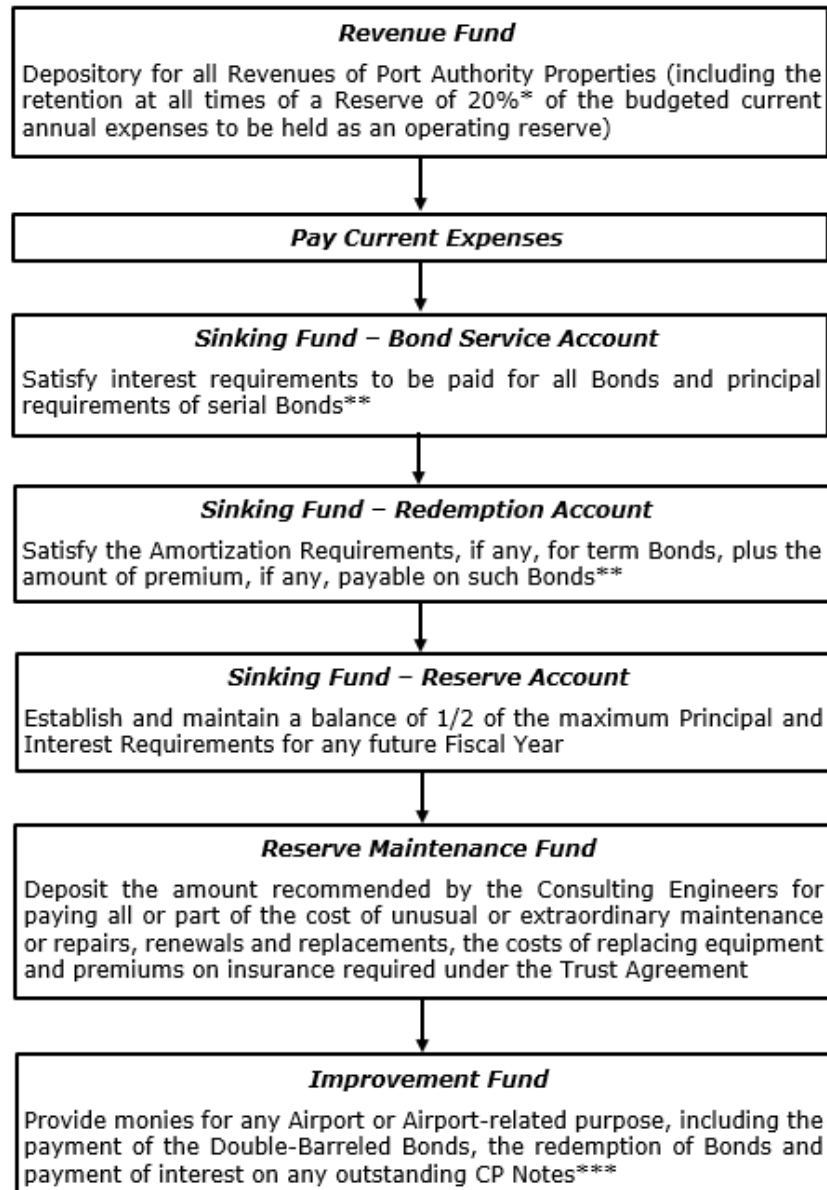 Revenue Fund
Depository for all Revenues of Port Authority Properties (including the
retention at all times of a Reserve of 20%* of the budgeted current
annual expenses to be held as an operating reserve)
Pay Current Expenses
Sinking Fund – Bond Service Account
Satisfy interest requirements to be paid for all Bonds and principal
requirements of serial Bonds**
Sinking Fund – Redemption Account
Satisfy the Amortization Requirements, if any, for term Bonds, plus the
amount of premium, if any, payable on such Bonds**
Sinking Fund – Reserve Account
Establish and maintain a balance of 1/2 of the maximum Principal and
Interest Requirements for any future Fiscal Year
Reserve Maintenance Fund
Deposit the amount recommended by the Consulting Engineers for
paying all or part of the cost of unusual or extraordinary maintenance
or repairs, renewals and replacements, the costs of replacing equipment
and premiums on insurance required under the Trust Agreement
Improvement Fund
Provide monies for any Airport or Airport-related purpose, including the
payment of the Double-Barreled Bonds, the redemption of Bonds and
payment of interest on any outstanding CP Notes***